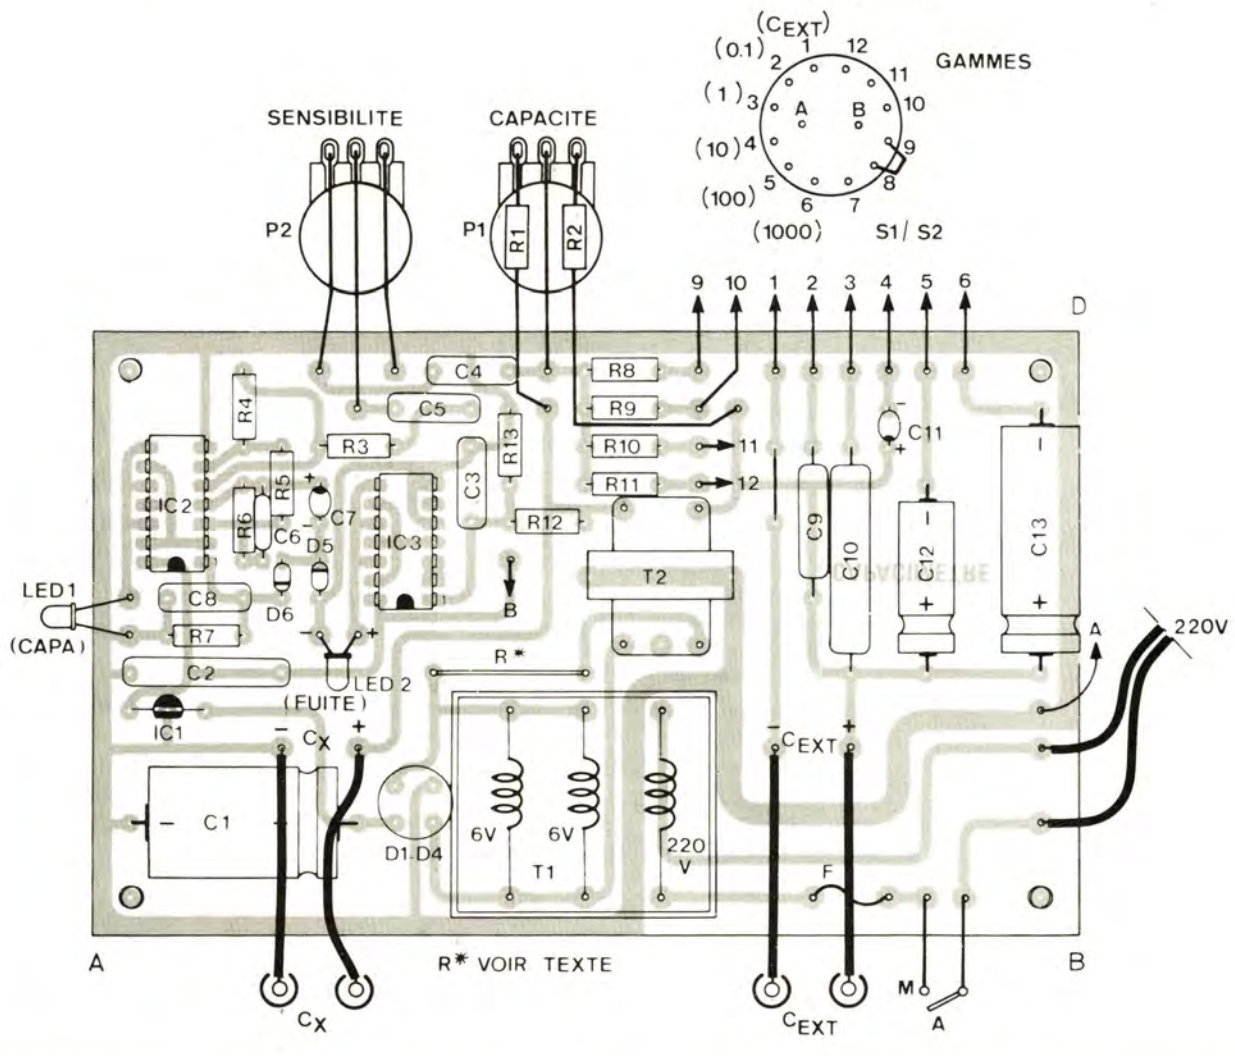 (CEXT)
(0.1) 1 12
2 11 GAMMES
(1) 3 A B 10
(10) 4 9
5 8
(100) 6 7
(1000) S1/S2
SENSIBILITE CAPACITE
P2 P1 R1 R2
9 10 1 2 3 4 5 6 D
C4 R8
R4 C5 R9 - C11 +
R3 R13 R10 11 -
IC2 R5 + C7 - C3 R11 12
R6 C6 D5 IC3 R12 C9 C10 - C12 + C13 +
T2 CAPACIMETRE
LED1 C8 D6 B
(CAPA) R7 - + A 220V
C2 R*
LED2
(FUITE)
IC1 - CX + - CEXT +
- C1 - 6V 6V 220 V
D1-D4 T1 F
A R* VOIR TEXTE B
M A
CX CEXT